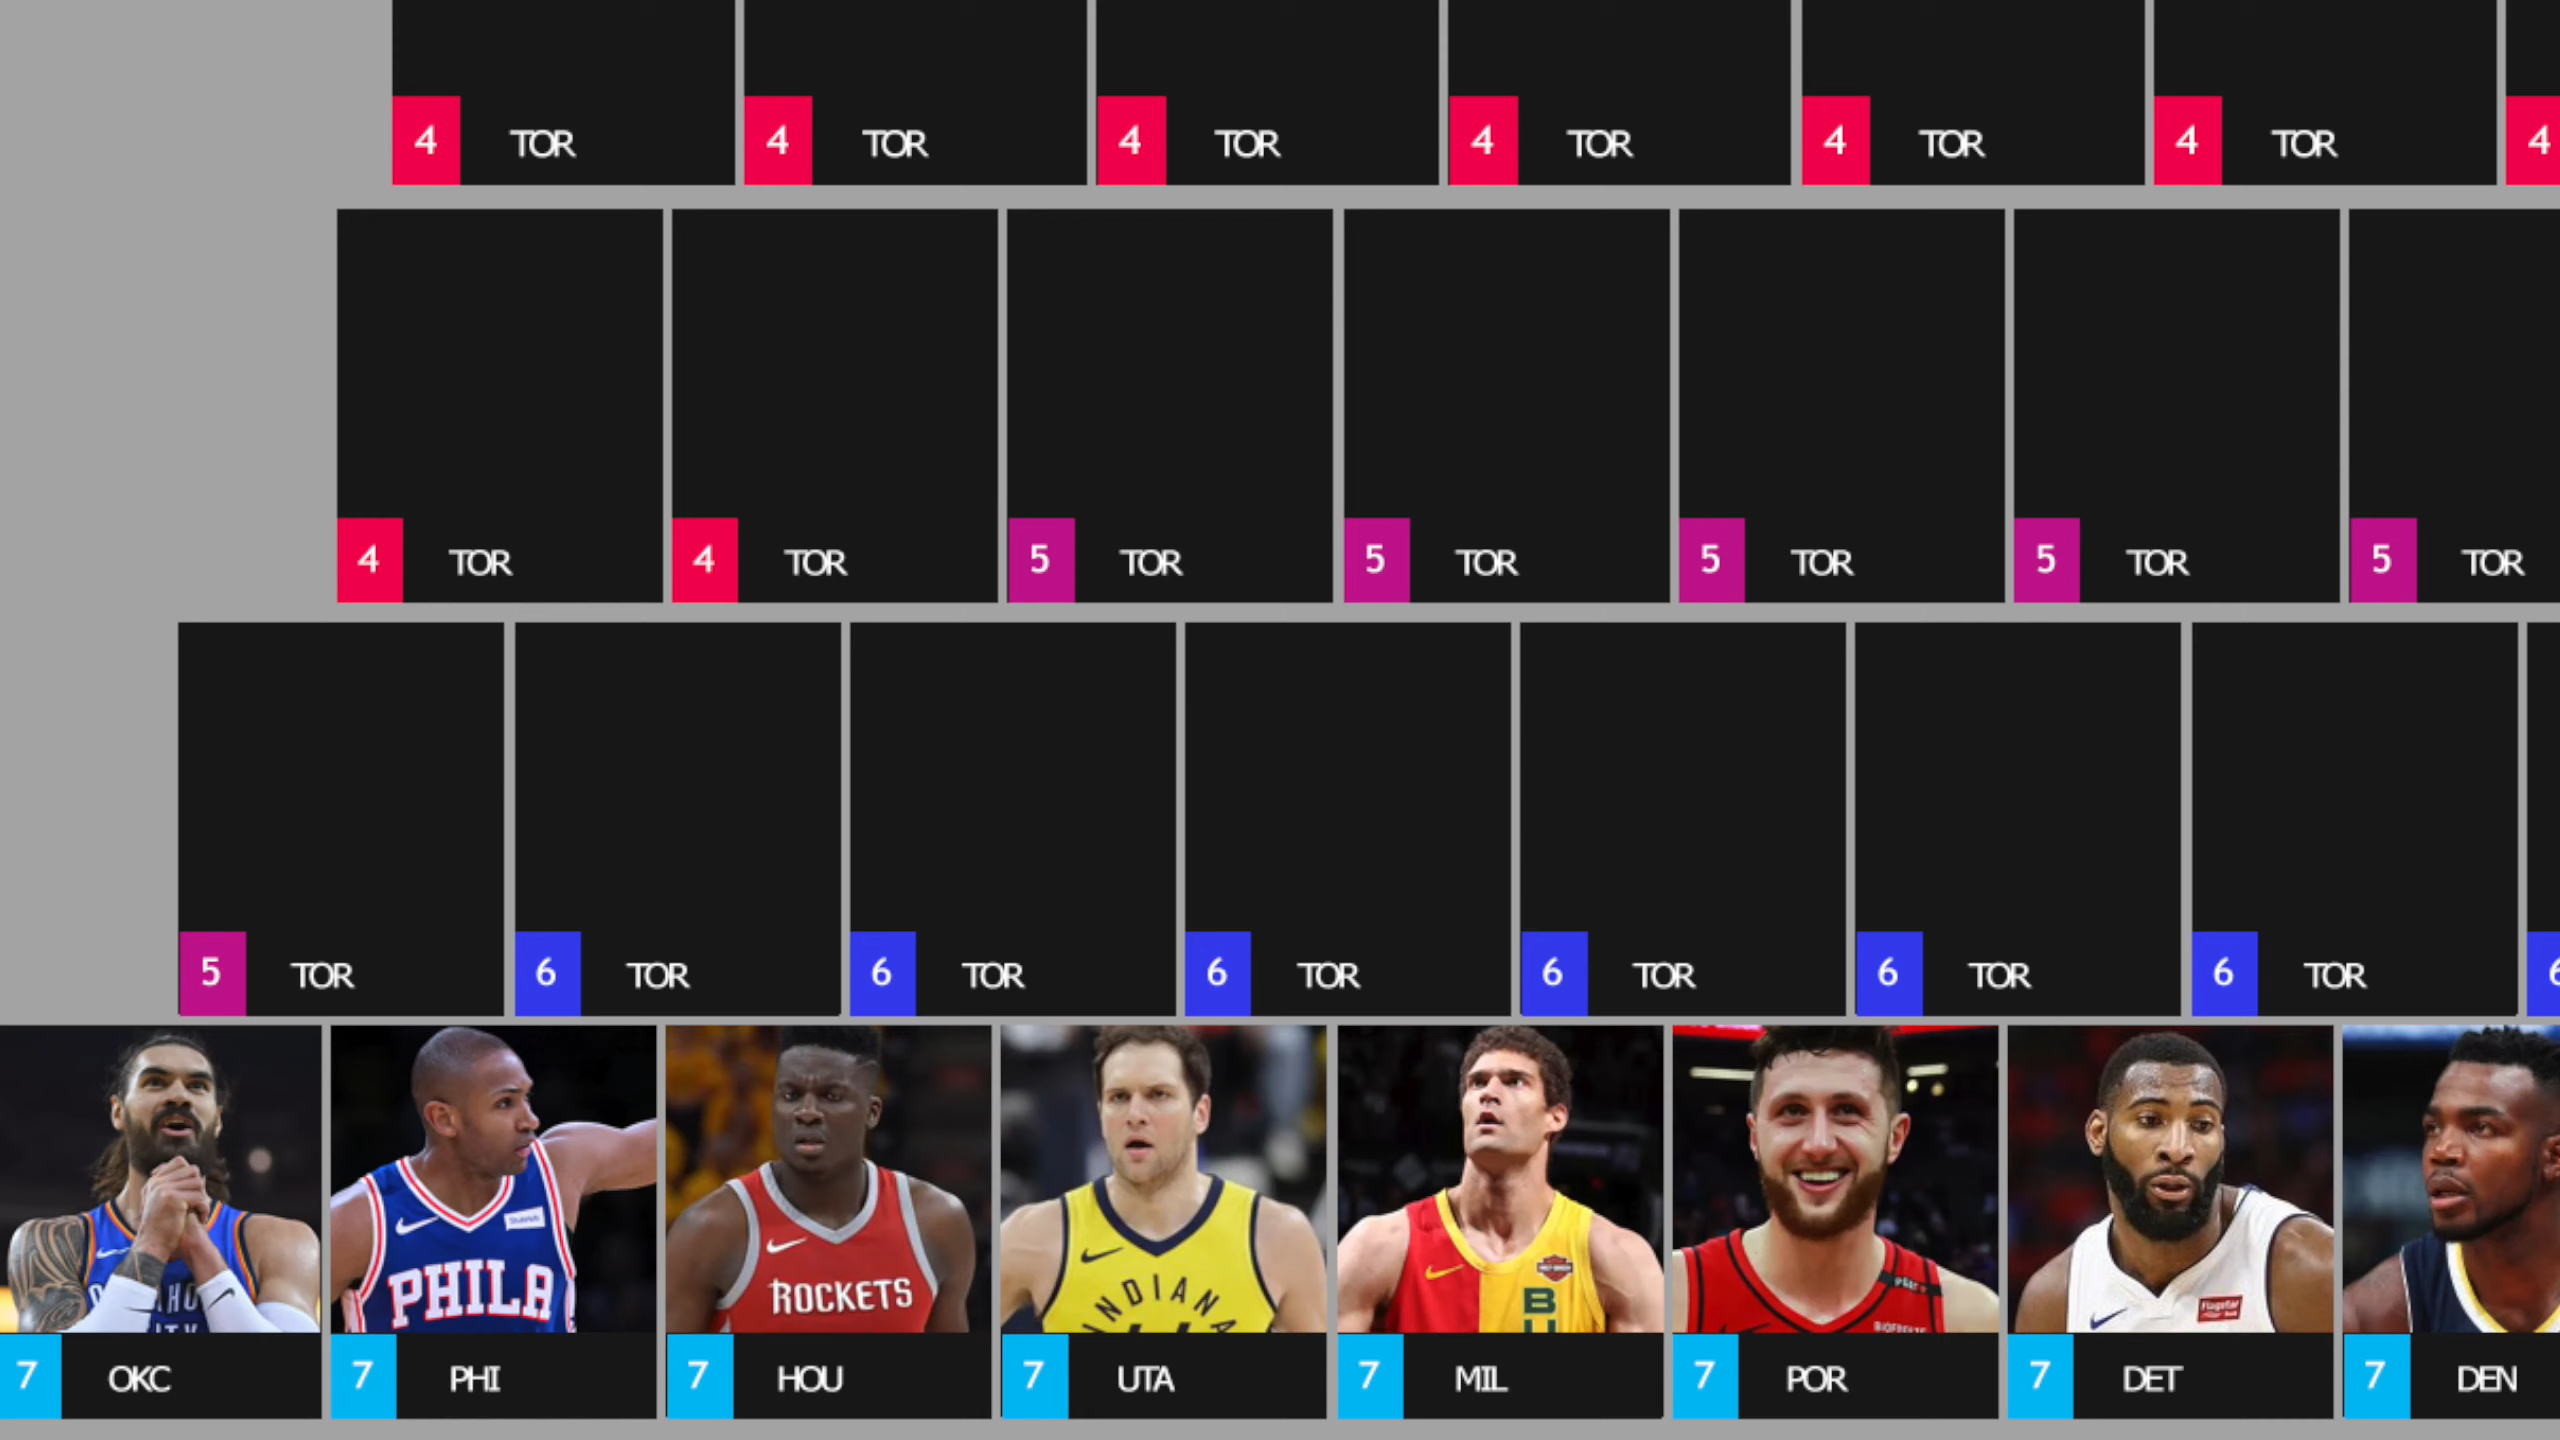 4 TOR 4 TOR 4 TOR 4 TOR 4 TOR 4 TOR 4
4 TOR 4 TOR 5 TOR 5 TOR 5 TOR 5 TOR 5 TOR
5 TOR 6 TOR 6 TOR 6 TOR 6 TOR 6 TOR 6 TOR 6
PHILA
ROCKETS
INDIANA
7 OKC 7 PHI 7 HOU 7 UTA 7 MIL 7 POR 7 DET 7 DEN